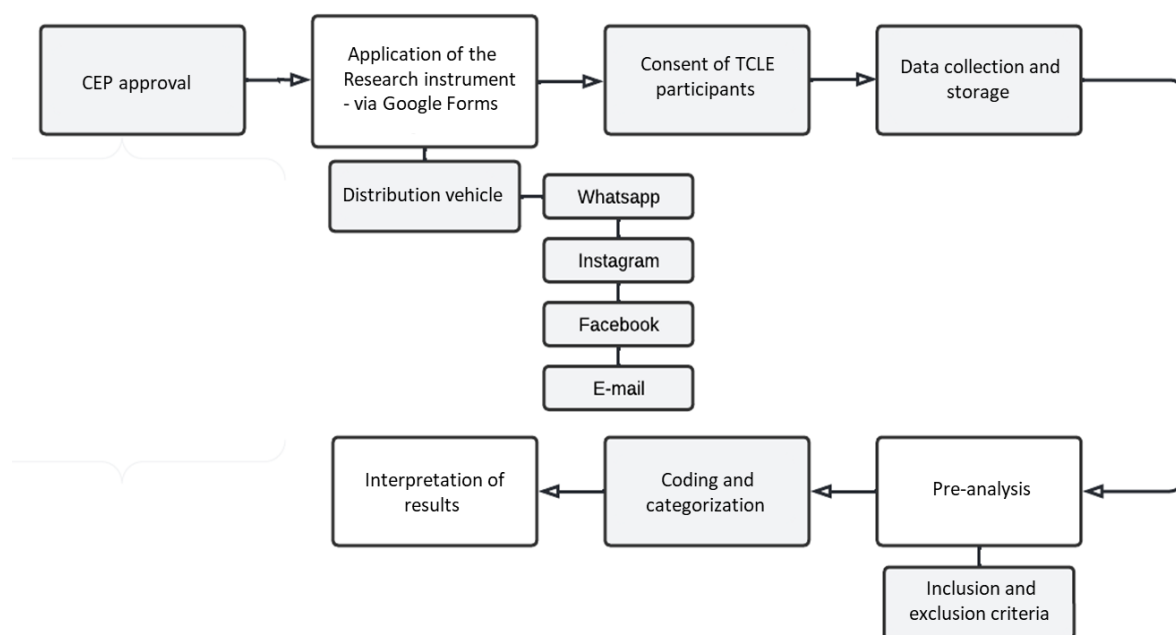 CEP approval
Application of the
Research instrument
- via Google Forms
Consent of TCLE
participants
Data collection and
storage
Distribution vehicle
Whatsapp
Instagram
Facebook
E-mail
Interpretation of
results
Coding and
categorization
Pre-analysis
Inclusion and
exclusion criteria